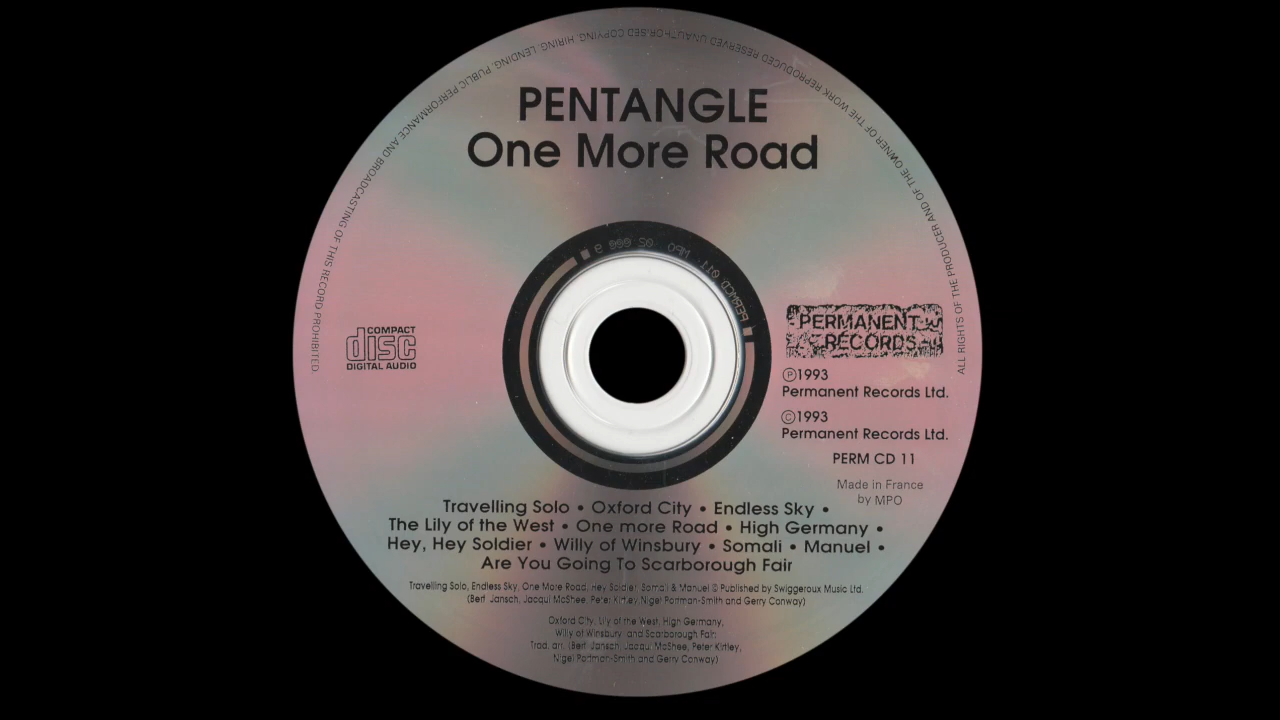 PENTANGLE
One More Road
ALL RIGHTS OF THE PRODUCER AND OF THE OWNER OF THE WORK REPRODUCED RESERVED UNAUTHORISED COPYING, HIRING, LENDING, PUBLIC PERFORMANCE AND BROADCASTING OF THIS RECORD PROHIBITED.
PERMCD 011 MPO 02
COMPACT
disc
DIGITAL AUDIO
PERMANENT
RECORDS
Ⓟ1993
Permanent Records Ltd.
©1993
Permanent Records Ltd.
PERM CD 11
Made in France
by MPO
Travelling Solo • Oxford City • Endless Sky •
The Lily of the West • One more Road • High Germany •
Hey, Hey Soldier • Willy of Winsbury • Somali • Manuel •
Are You Going To Scarborough Fair
Travelling Solo, Endless Sky, One More Road, Hey Soldier, Somali & Manuel © Published by Swiggeroux Music Ltd.
(Bert Jansch, Jacqui McShee, Peter Kirtley, Nigel Portman-Smith and Gerry Conway)
Oxford City, Lily of the West, High Germany,
Willy of Winsbury and Scarborough Fair.
Trad. arr. (Bert Jansch, Jacqui McShee, Peter Kirtley,
Nigel Portman-Smith and Gerry Conway)